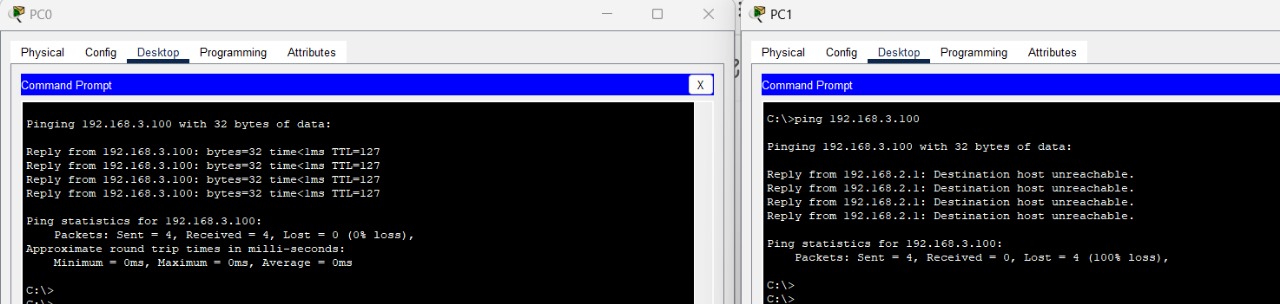 PC0
Physical Config Desktop Programming Attributes
Command Prompt X
Pinging 192.168.3.100 with 32 bytes of data:
Reply from 192.168.3.100: bytes=32 time<1ms TTL=127
Reply from 192.168.3.100: bytes=32 time<1ms TTL=127
Reply from 192.168.3.100: bytes=32 time<1ms TTL=127
Reply from 192.168.3.100: bytes=32 time<1ms TTL=127
Ping statistics for 192.168.3.100:
Packets: Sent = 4, Received = 4, Lost = 0 (0% loss),
Approximate round trip times in milli-seconds:
Minimum = 0ms, Maximum = 0ms, Average = 0ms
C:\>
C:\>
PC1
Physical Config Desktop Programming Attributes
Command Prompt
C:\>ping 192.168.3.100
Pinging 192.168.3.100 with 32 bytes of data:
Reply from 192.168.2.1: Destination host unreachable.
Reply from 192.168.2.1: Destination host unreachable.
Reply from 192.168.2.1: Destination host unreachable.
Reply from 192.168.2.1: Destination host unreachable.
Ping statistics for 192.168.3.100:
Packets: Sent = 4, Received = 0, Lost = 4 (100% loss),
C:\>
C:\>